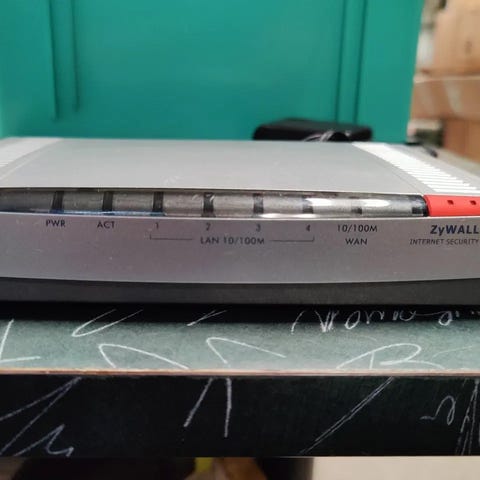 PWR ACT 1 2 3 4 10/100M
LAN 10/100M WAN
ZyWALL
INTERNET SECURITY